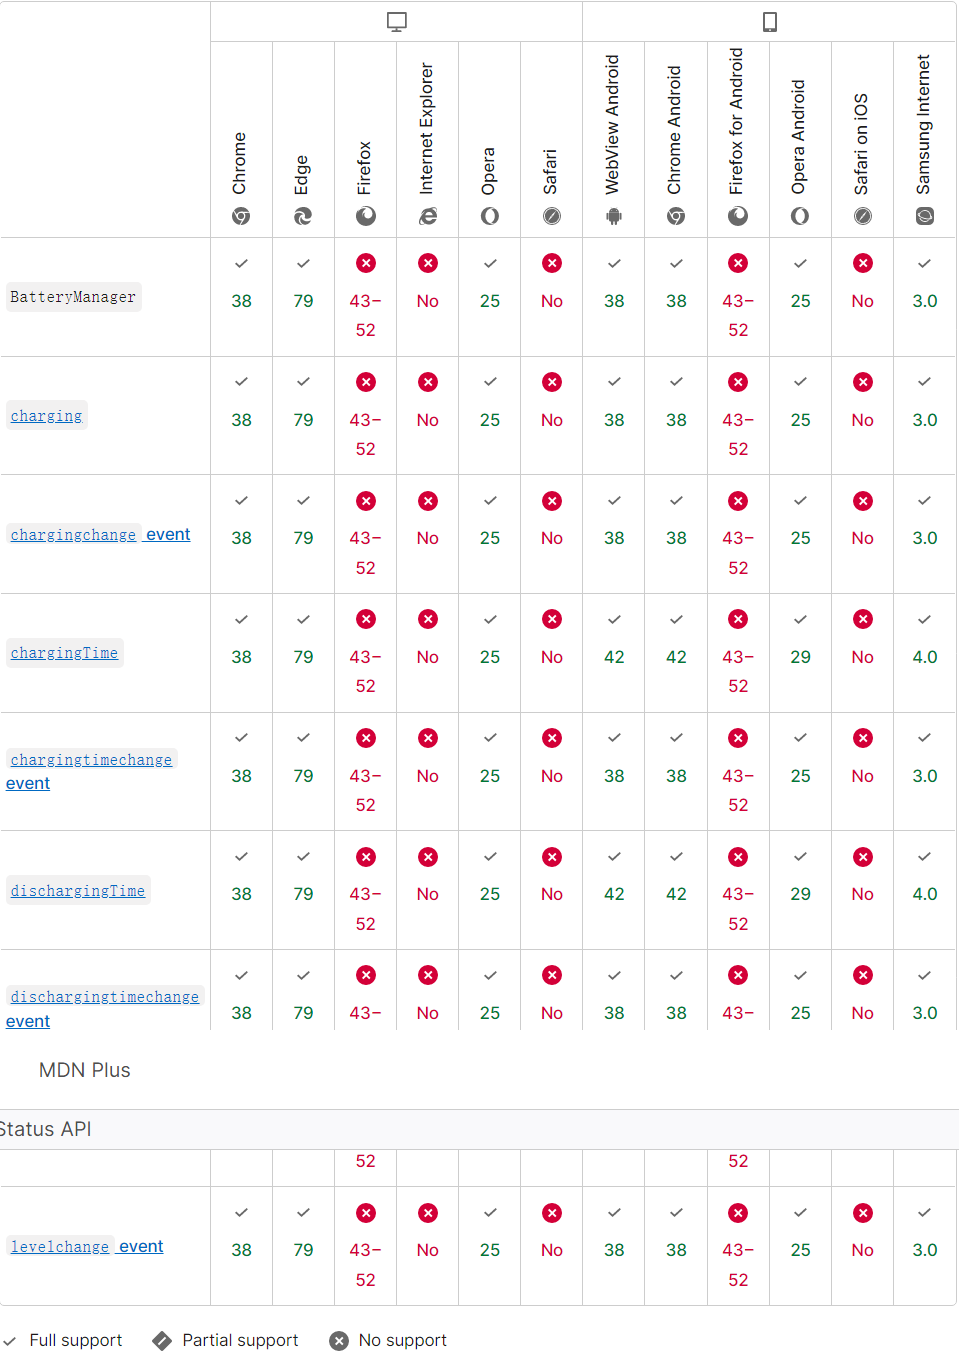 Chrome Edge Firefox Internet Explorer Opera Safari WebView Android Chrome Android Firefox for Android Opera Android Safari on iOS Samsung Internet
BatteryManager 38 79 43–52 No 25 No 38 38 43–52 25 No 3.0
charging 38 79 43–52 No 25 No 38 38 43–52 25 No 3.0
chargingchange event 38 79 43–52 No 25 No 38 38 43–52 25 No 3.0
chargingTime 38 79 43–52 No 25 No 42 42 43–52 29 No 4.0
chargingtimechange event 38 79 43–52 No 25 No 38 38 43–52 25 No 3.0
dischargingTime 38 79 43–52 No 25 No 42 42 43–52 29 No 4.0
dischargingtimechange event 38 79 43– No 25 No 38 38 43– 25 No 3.0
MDN Plus
Status API
52 52
levelchange event 38 79 43–52 No 25 No 38 38 43–52 25 No 3.0
Full support Partial support No support